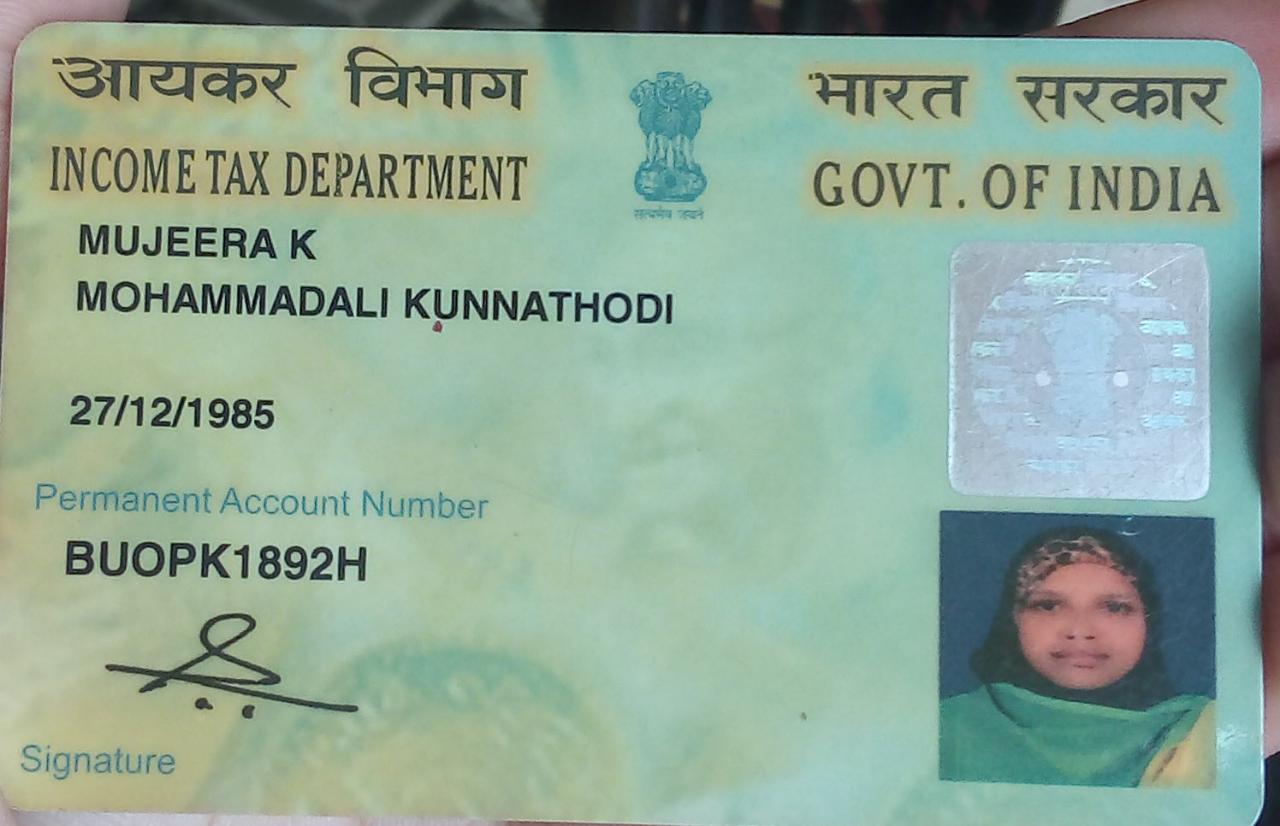 आयकर विभाग
INCOME TAX DEPARTMENT
भारत सरकार
GOVT. OF INDIA
सत्यमेव जयते
MUJEERA K
MOHAMMADALI KUNNATHODI
27/12/1985
Permanent Account Number
BUOPK1892H
Signature